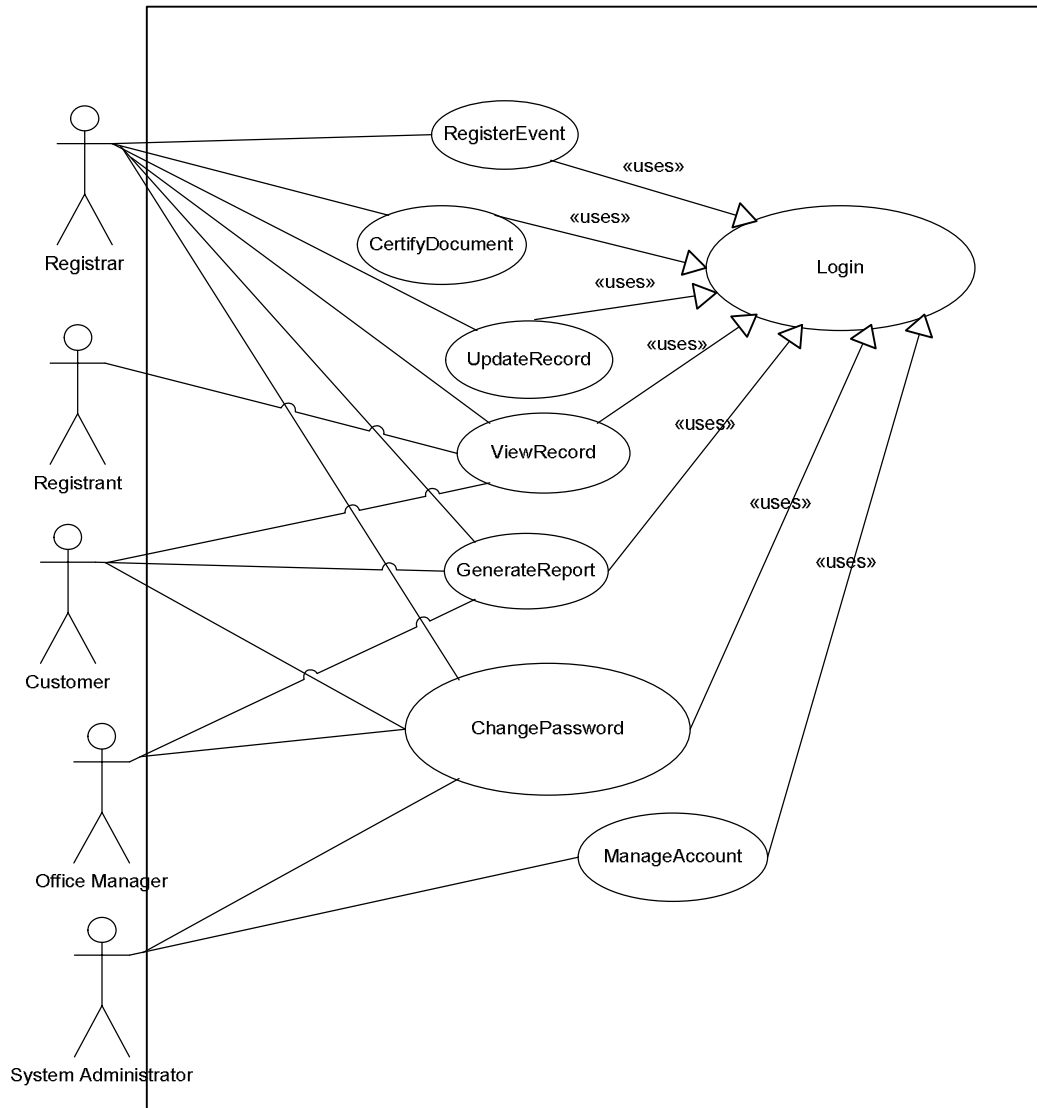 RegisterEvent
«uses»
CertifyDocument
«uses»
Registrar
Login
«uses»
UpdateRecord
«uses»
ViewRecord
«uses»
Registrant
GenerateReport
«uses»
«uses»
Customer
ChangePassword
ManageAccount
Office Manager
System Administrator